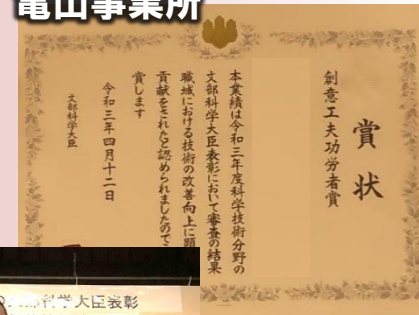 亀山事業所
賞状
創意工夫功労者賞
本業績は令和三年度科学技術分野の
文部科学大臣表彰において審査の結果
職域における技術の改善向上に
貢献をされたと認められましたので
賞します
令和三年四月十二日
文部科学大臣
部科学大臣表彰